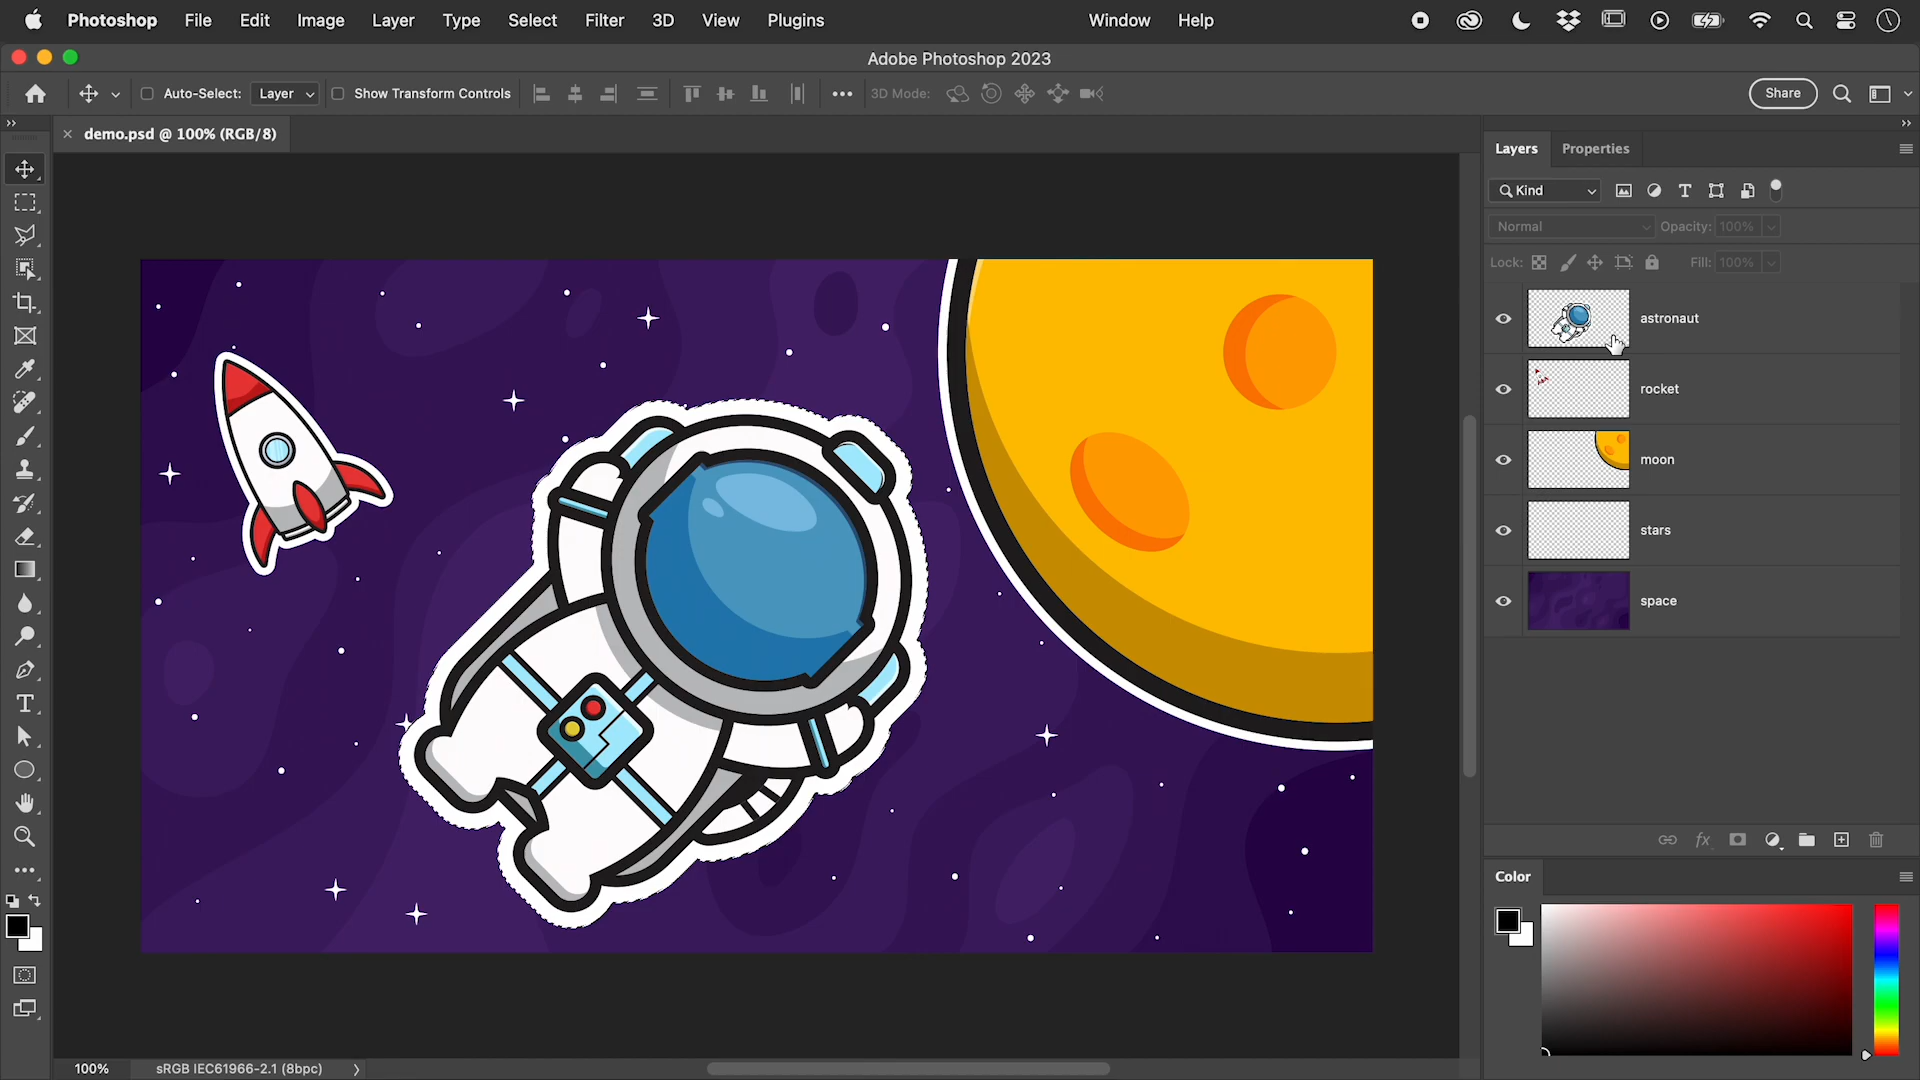 Photoshop File Edit Image Layer Type Select Filter 3D View Plugins Window Help
Adobe Photoshop 2023
Auto-Select: Layer Show Transform Controls 3D Mode: Share
demo.psd @ 100% (RGB/8)
Layers Properties
Kind
Normal Opacity: 100%
Lock: Fill: 100%
astronaut
rocket
moon
stars
space
fx
Color
100% sRGB IEC61966-2.1 (8bpc)